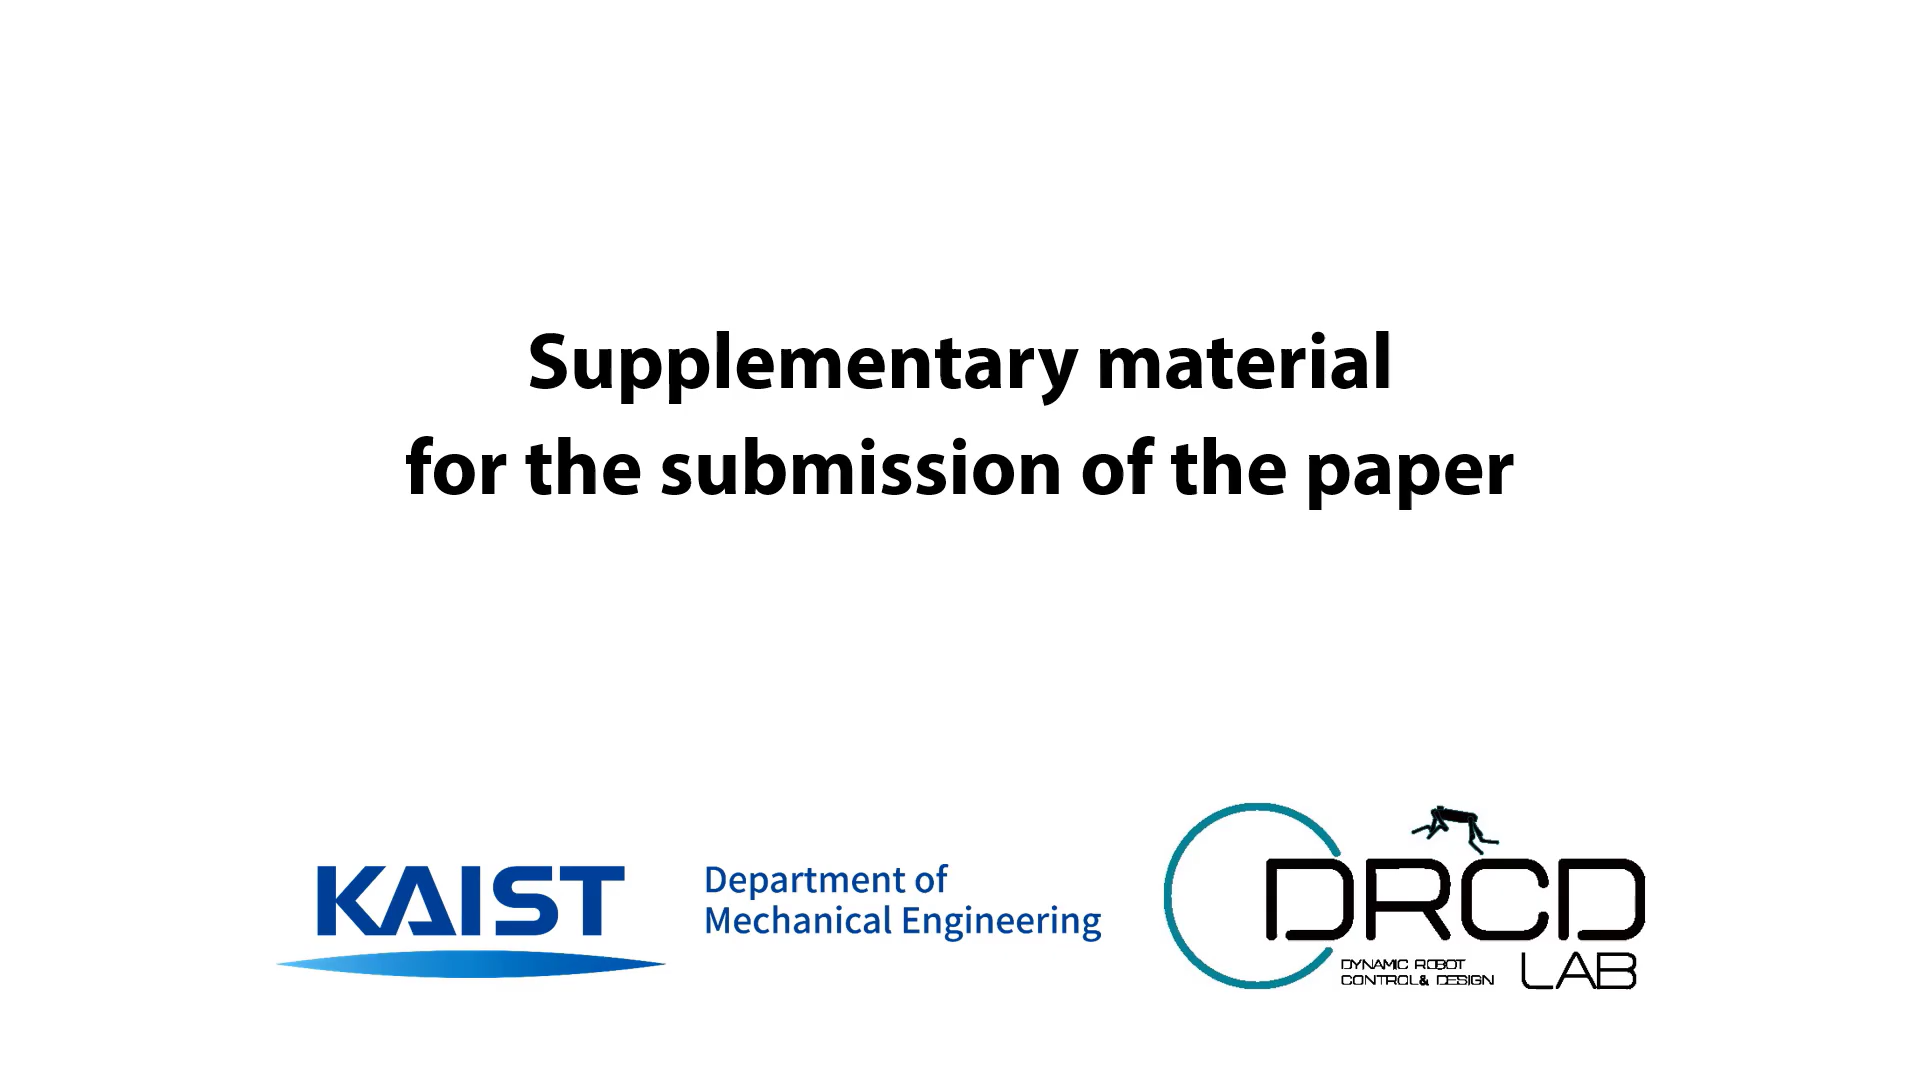 Supplementary material
for the submission of the paper
KAIST
Department of
Mechanical Engineering
DRCD
DYNAMIC ROBOT
CONTROL & DESIGN
LAB